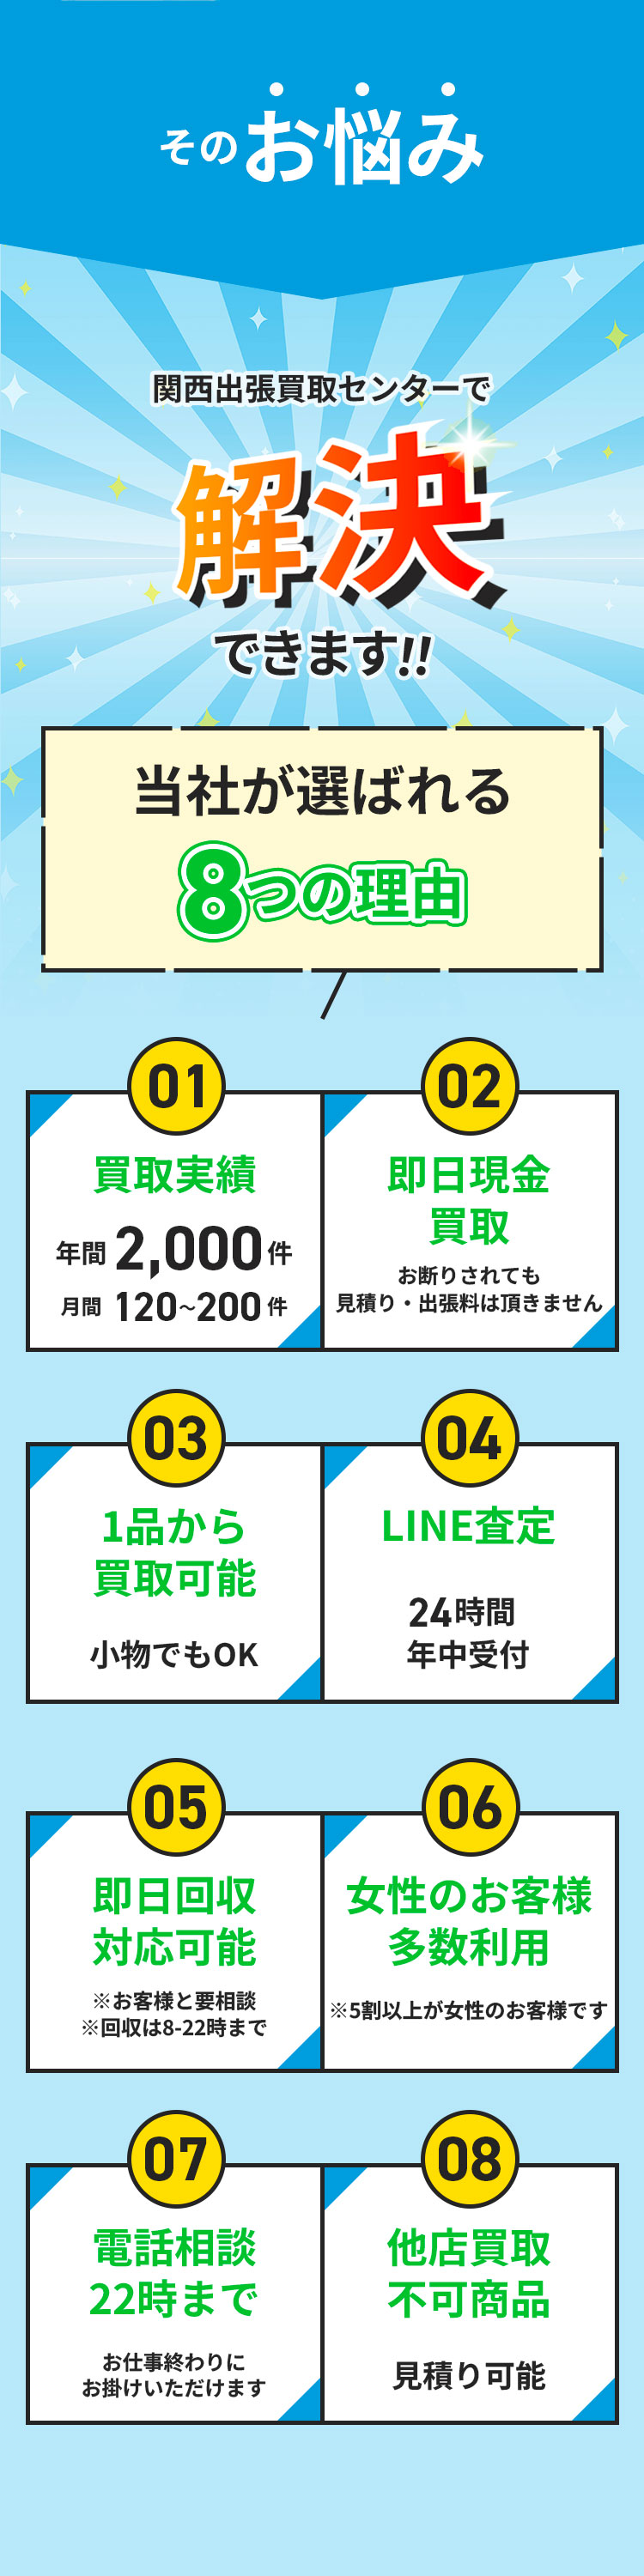 そのお悩み
関西出張買取センターで
解決
できます!!
当社が選ばれる
8つの理由
01
買取実績
年間2,000件
月間 120~200件
02
即日現金
買取
お断りされても
見積り・出張料は頂きません
03
1品から
買取可能
小物でもOK
04
LINE査定
24時間
年中受付
05
即日回収
対応可能
※お客様と要相談
※回収は8-22時まで
06
女性のお客様
多数利用
※5割以上が女性のお客様です
07
電話相談
22時まで
お仕事終わりに
お掛けいただけます
08
他店買取
不可商品
見積り可能